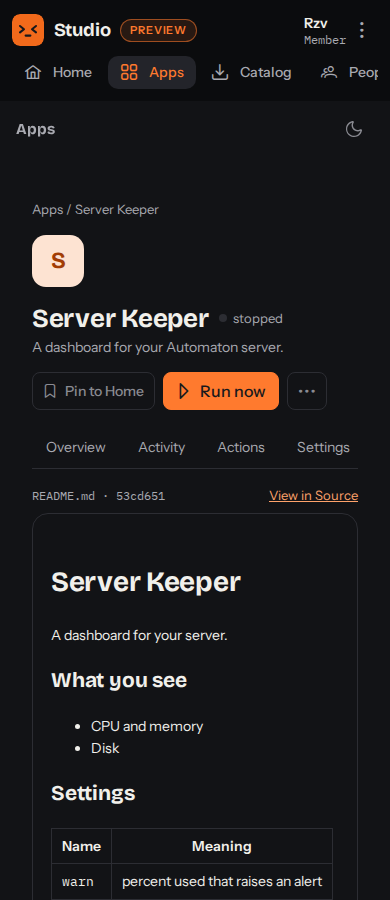 Studio PREVIEW
Rzv
Member
Home Apps Catalog Peop
Apps
Apps / Server Keeper
S
Server Keeper stopped
A dashboard for your Automaton server.
Pin to Home Run now
Overview Activity Actions Settings
README.md · 53cd651 View in Source
Server Keeper
A dashboard for your server.
What you see
CPU and memory
Disk
Settings
Name Meaning
warn percent used that raises an alert